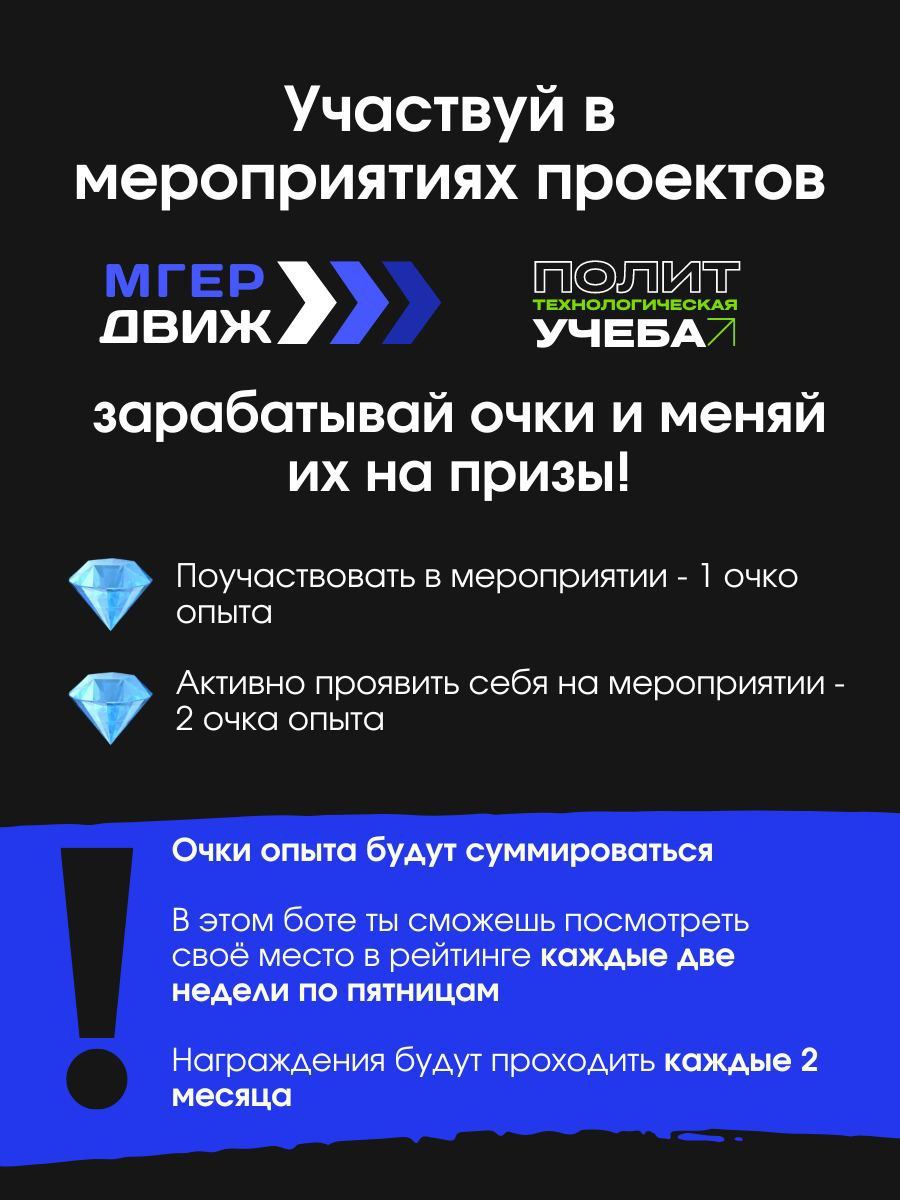 Участвуй в
мероприятиях проектов
МГЕР
ДВИЖ
ПОЛИТ
ТЕХНОЛОГИЧЕСКАЯ
УЧЕБА
зарабатывай очки и меняй
их на призы!
Поучаствовать в мероприятии - 1 очко
опыта
Активно проявить себя на мероприятии -
2 очка опыта
!
Очки опыта будут суммироваться
В этом боте ты сможешь посмотреть
своё место в рейтинге каждые две
недели по пятницам
Награждения будут проходить каждые 2
месяца